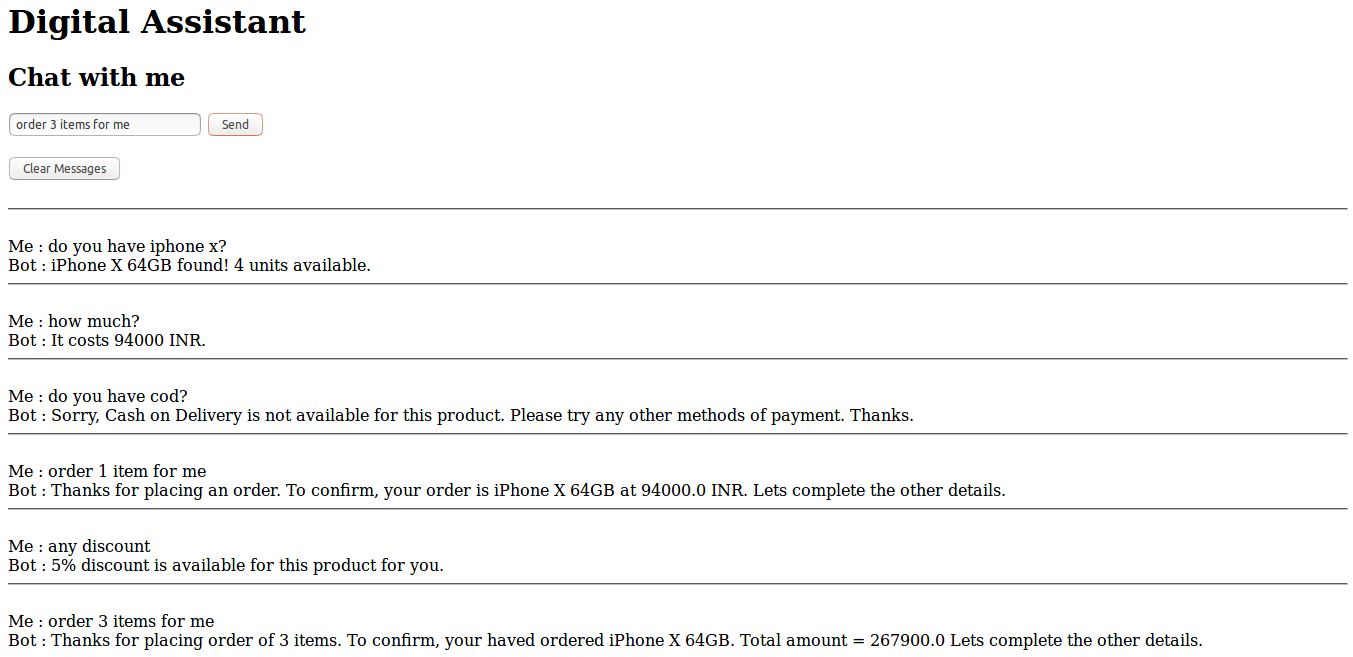 Digital Assistant
Chat with me
order 3 items for me Send
Clear Messages
Me : do you have iphone x?
Bot : iPhone X 64GB found! 4 units available.
Me : how much?
Bot : It costs 94000 INR.
Me : do you have cod?
Bot : Sorry, Cash on Delivery is not available for this product. Please try any other methods of payment. Thanks.
Me : order 1 item for me
Bot : Thanks for placing an order. To confirm, your order is iPhone X 64GB at 94000.0 INR. Lets complete the other details.
Me : any discount
Bot : 5% discount is available for this product for you.
Me : order 3 items for me
Bot : Thanks for placing order of 3 items. To confirm, your haved ordered iPhone X 64GB. Total amount = 267900.0 Lets complete the other details.